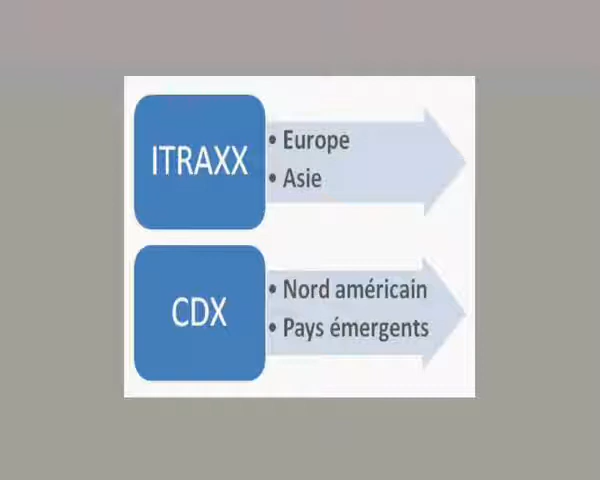 ITRAXX
• Europe
• Asie
CDX
• Nord américain
• Pays émergents